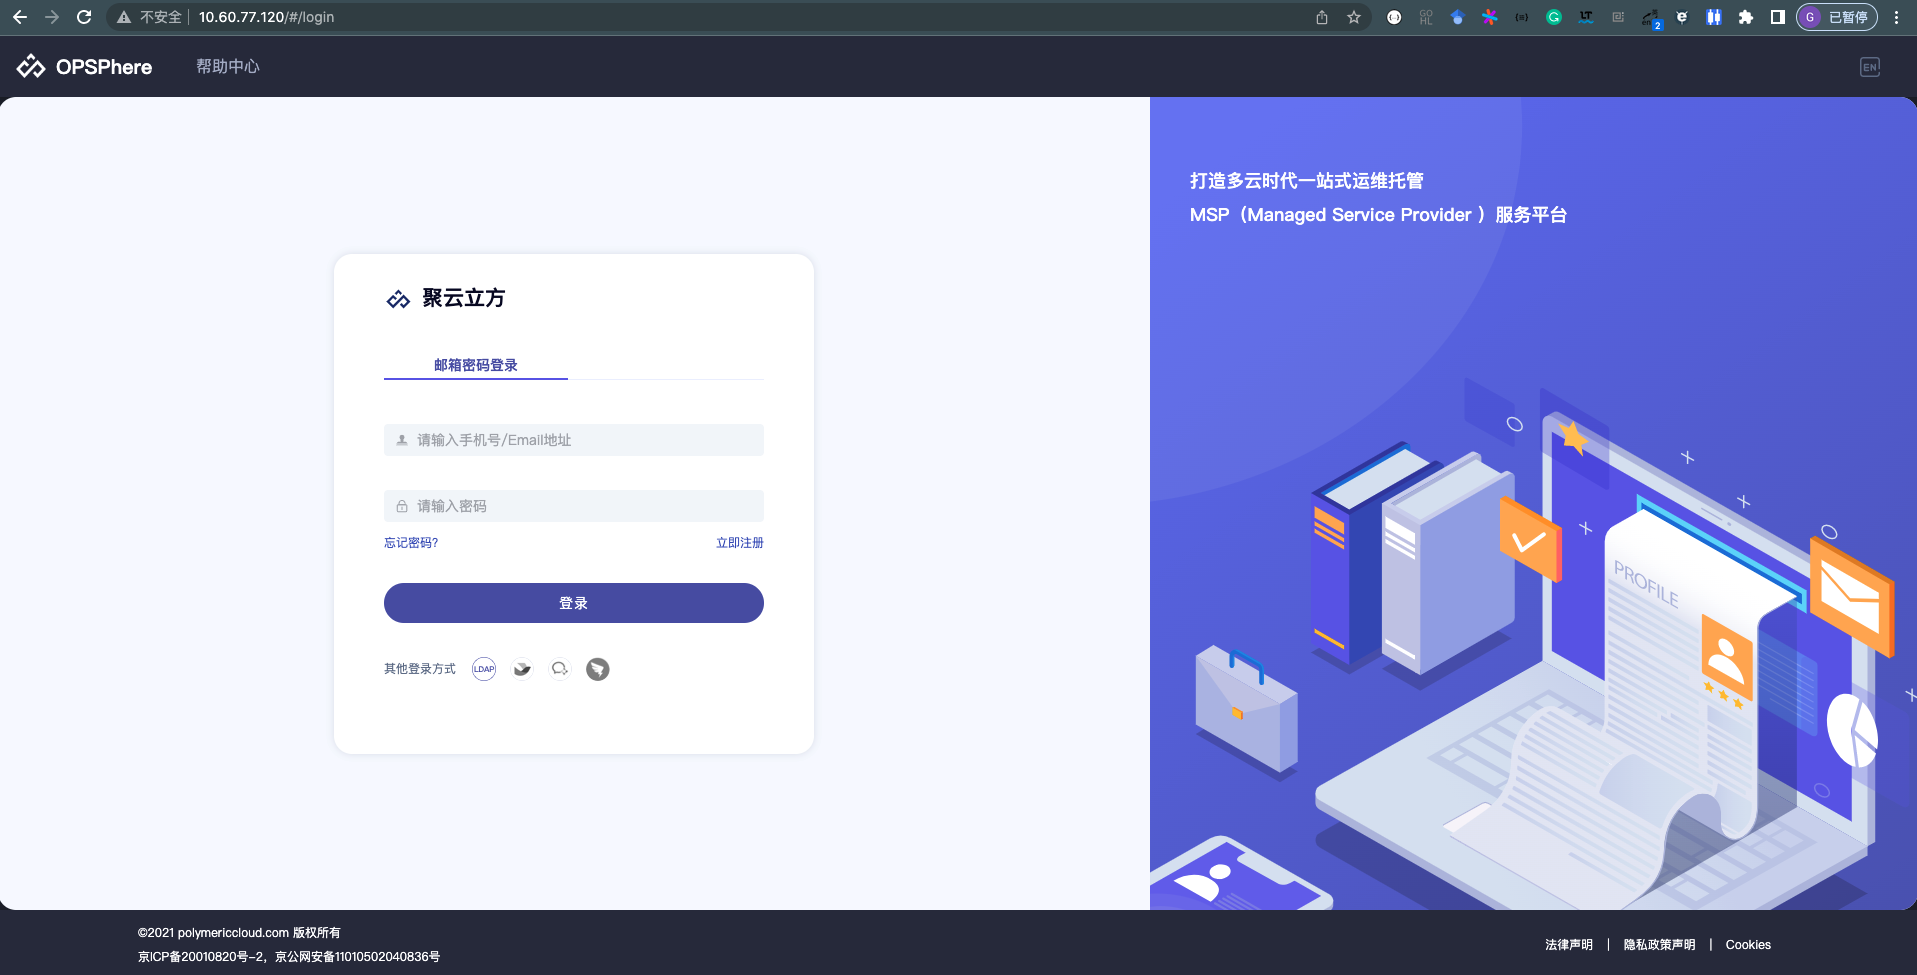 不安全 10.60.77.120/#/login
GO
HL
LT
en
2
G 已暂停
OPSPhere 帮助中心 EN
打造多云时代一站式运维托管
MSP（Managed Service Provider ）服务平台
聚云立方
邮箱密码登录
请输入手机号/Email地址
请输入密码
忘记密码? 立即注册
登录
其他登录方式 LDAP
PROFILE
©2021 polymericcloud.com 版权所有
京ICP备20010820号-2，京公网安备11010502040836号
法律声明 | 隐私政策声明 | Cookies